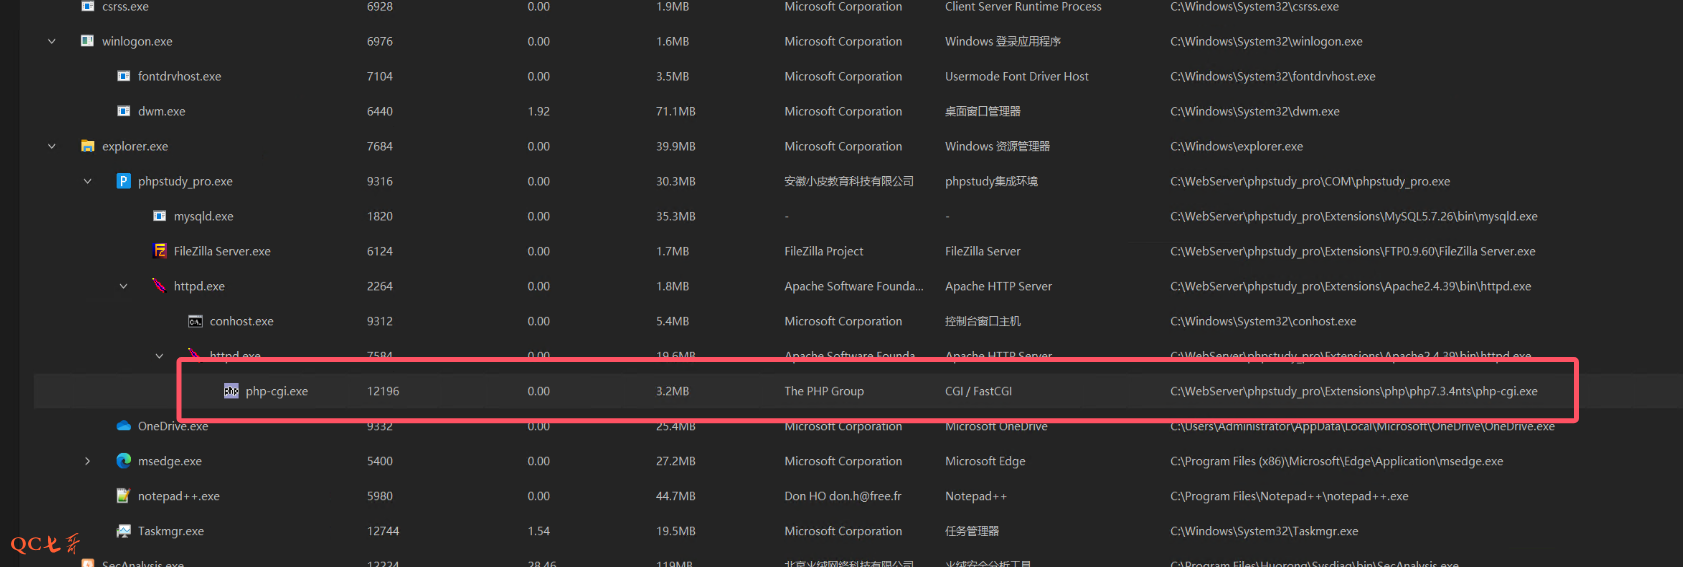 csrss.exe 6928 0.00 1.9MB Microsoft Corporation Client Server Runtime Process C:\Windows\System32\csrss.exe
winlogon.exe 6976 0.00 1.6MB Microsoft Corporation Windows 登录应用程序 C:\Windows\System32\winlogon.exe
fontdrvhost.exe 7104 0.00 3.5MB Microsoft Corporation Usermode Font Driver Host C:\Windows\System32\fontdrvhost.exe
dwm.exe 6440 1.92 71.1MB Microsoft Corporation 桌面窗口管理器 C:\Windows\System32\dwm.exe
explorer.exe 7684 0.00 39.9MB Microsoft Corporation Windows 资源管理器 C:\Windows\explorer.exe
phpstudy_pro.exe 9316 0.00 30.3MB 安徽小皮教育科技有限公司 phpstudy集成环境 C:\WebServer\phpstudy_pro\COM\phpstudy_pro.exe
mysqld.exe 1820 0.00 35.3MB - - C:\WebServer\phpstudy_pro\Extensions\MySQL5.7.26\bin\mysqld.exe
FileZilla Server.exe 6124 0.00 1.7MB FileZilla Project FileZilla Server C:\WebServer\phpstudy_pro\Extensions\FTP0.9.60\FileZilla Server.exe
httpd.exe 2264 0.00 1.8MB Apache Software Founda... Apache HTTP Server C:\WebServer\phpstudy_pro\Extensions\Apache2.4.39\bin\httpd.exe
conhost.exe 9312 0.00 5.4MB Microsoft Corporation 控制台窗口主机 C:\Windows\System32\conhost.exe
httpd.exe 7584 0.00 19.6MB Apache Software Founda... Apache HTTP Server C:\WebServer\phpstudy_pro\Extensions\Apache2.4.39\bin\httpd.exe
php-cgi.exe 12196 0.00 3.2MB The PHP Group CGI / FastCGI C:\WebServer\phpstudy_pro\Extensions\php\php7.3.4nts\php-cgi.exe
OneDrive.exe 9332 0.00 25.4MB Microsoft Corporation Microsoft OneDrive C:\Users\Administrator\AppData\Local\Microsoft\OneDrive\OneDrive.exe
msedge.exe 5400 0.00 27.2MB Microsoft Corporation Microsoft Edge C:\Program Files (x86)\Microsoft\Edge\Application\msedge.exe
notepad++.exe 5980 0.00 44.7MB Don HO don.h@free.fr Notepad++ C:\Program Files\Notepad++\notepad++.exe
Taskmgr.exe 12744 1.54 19.5MB Microsoft Corporation 任务管理器 C:\Windows\System32\Taskmgr.exe
QC七哥
SecAnalysis.exe 12224 28.46 119MB 北京火绒网络科技有限公司 火绒安全分析工具 C:\Program Files\Huorong\Sysdiag\bin\SecAnalysis.exe